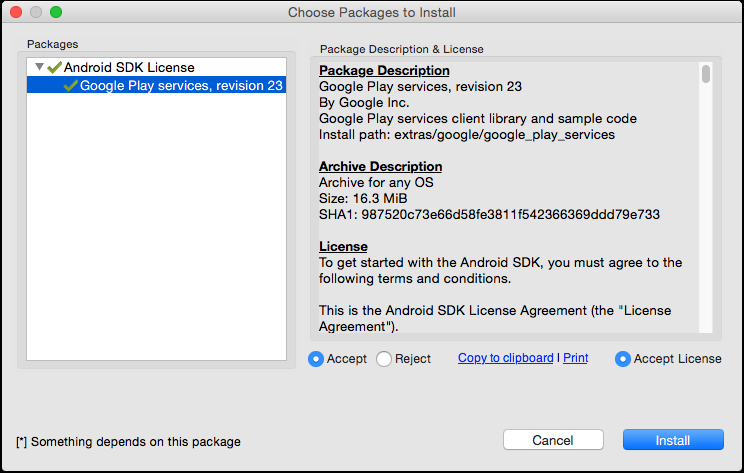 Choose Packages to Install
Packages
Android SDK License
Google Play services, revision 23
Package Description & License
Package Description
Google Play services, revision 23
By Google Inc.
Google Play services client library and sample code
Install path: extras/google/google_play_services
Archive Description
Archive for any OS
Size: 16.3 MiB
SHA1: 987520c73e66d58fe3811f542366369ddd79e733
License
To get started with the Android SDK, you must agree to the
following terms and conditions.
This is the Android SDK License Agreement (the "License
Agreement").
Accept Reject Copy to clipboard | Print Accept License
[*] Something depends on this package
Cancel Install